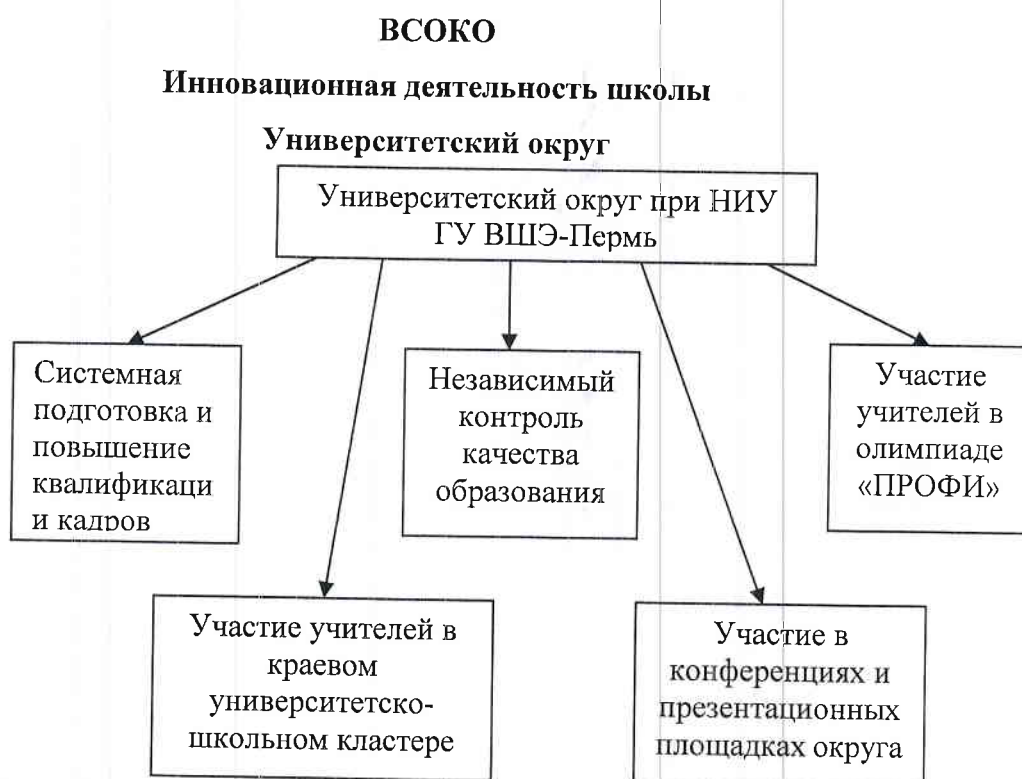 ВСОКО
Инновационная деятельность школы
Университетский округ
Университетский округ при НИУ
ГУ ВШЭ-Пермь
Системная
подготовка и
повышение
квалификаци
и кадров
Независимый
контроль
качества
образования
Участие
учителей в
олимпиаде
«ПРОФИ»
Участие учителей в
краевом
университетско-
школьном кластере
Участие в
конференциях и
презентационных
площадках округа